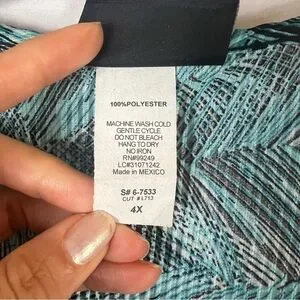 100%POLYESTER
MACHINE WASH COLD
GENTLE CYCLE
DO NOT BLEACH
HANG TO DRY
NO IRON
RN#99249
LC#31071242
Made in MEXICO
S# 6-7533
CUT # L713
4X